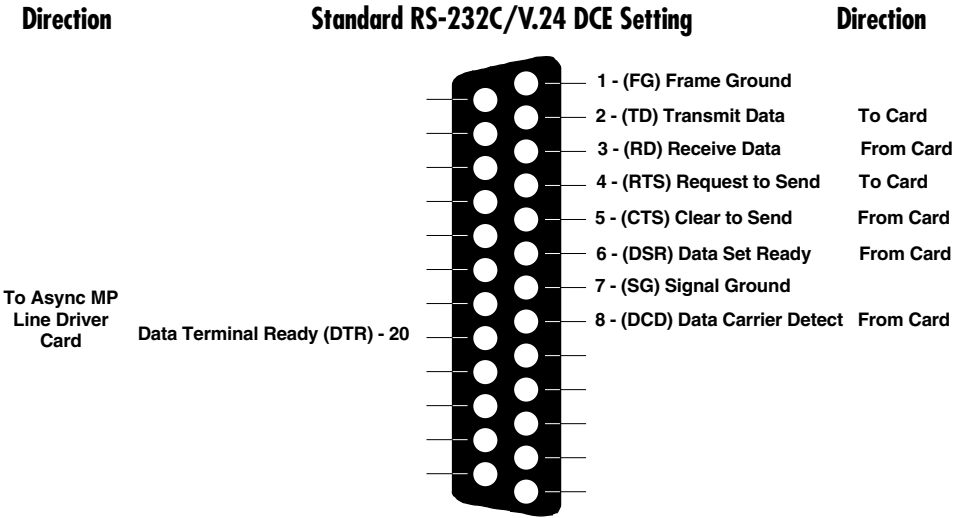 Direction Standard RS-232C/V.24 DCE Setting Direction
1 - (FG) Frame Ground
2 - (TD) Transmit Data To Card
3 - (RD) Receive Data From Card
4 - (RTS) Request to Send To Card
5 - (CTS) Clear to Send From Card
6 - (DSR) Data Set Ready From Card
7 - (SG) Signal Ground
8 - (DCD) Data Carrier Detect From Card
To Async MP
Line Driver
Card
Data Terminal Ready (DTR) - 20